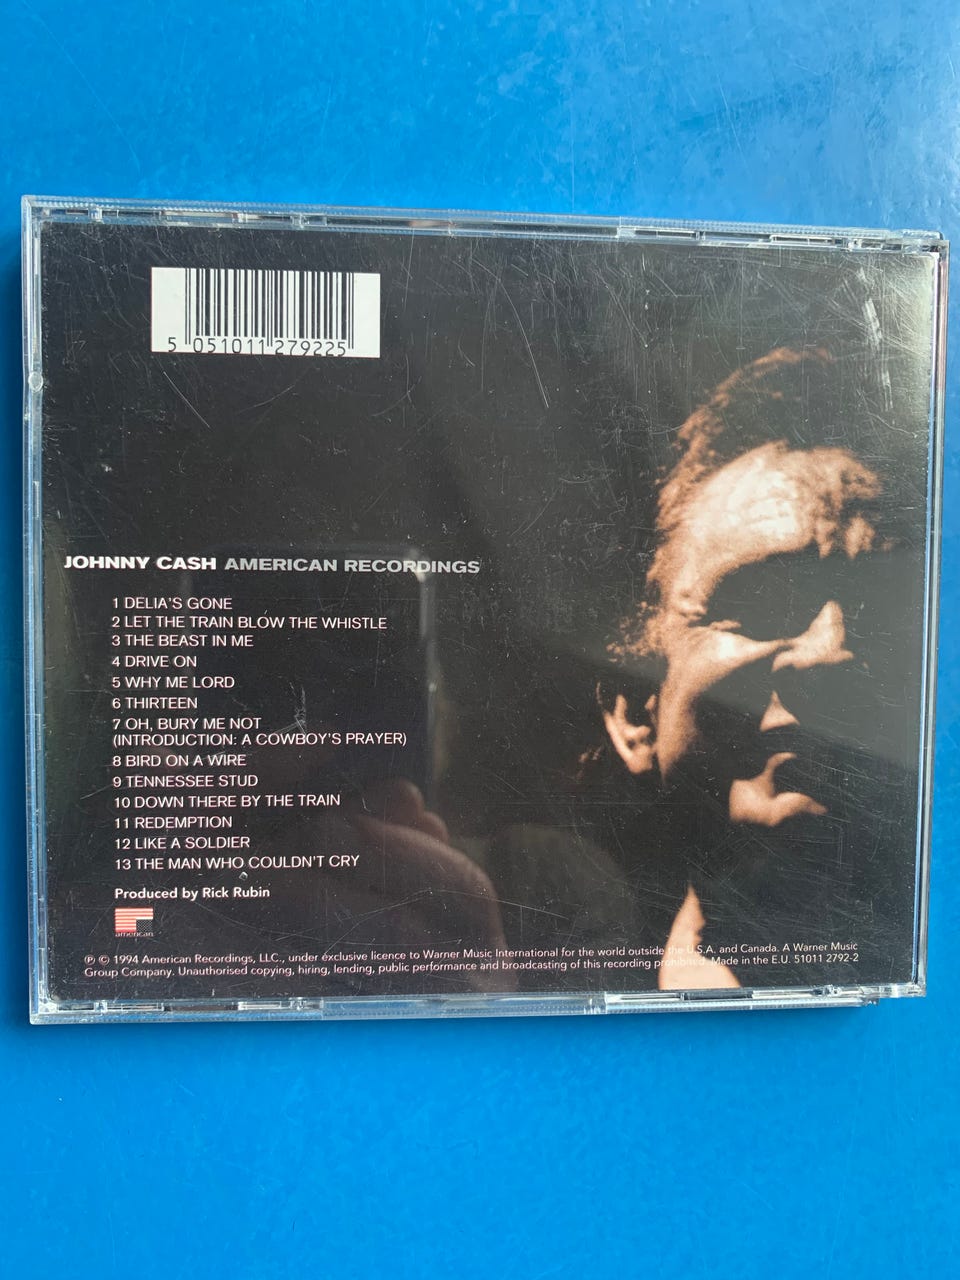 5 051011 279225
JOHNNY CASH AMERICAN RECORDINGS
1 DELIA'S GONE
2 LET THE TRAIN BLOW THE WHISTLE
3 THE BEAST IN ME
4 DRIVE ON
5 WHY ME LORD
6 THIRTEEN
7 OH, BURY ME NOT
(INTRODUCTION: A COWBOY'S PRAYER)
8 BIRD ON A WIRE
9 TENNESSEE STUD
10 DOWN THERE BY THE TRAIN
11 REDEMPTION
12 LIKE A SOLDIER
13 THE MAN WHO COULDN'T CRY
Produced by Rick Rubin
american
℗ © 1994 American Recordings, LLC., under exclusive licence to Warner Music International for the world outside the U.S.A. and Canada. A Warner Music
Group Company. Unauthorised copying, hiring, lending, public performance and broadcasting of this recording prohibited. Made in the E.U. 51011 2792-2